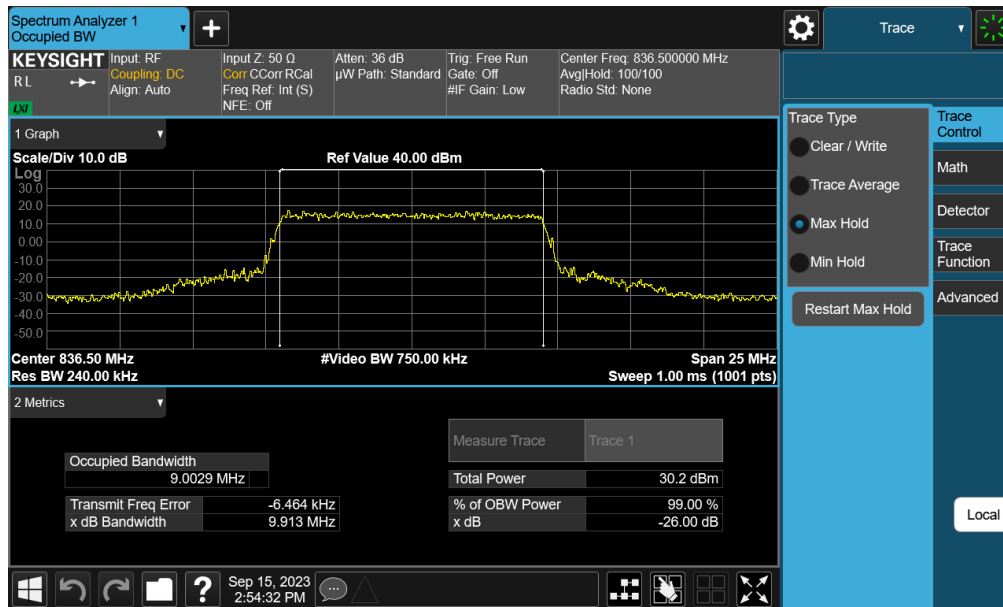 Spectrum Analyzer 1
Occupied BW
Trace
KEYSIGHT
R L
LXI
Input: RF
Coupling: DC
Align: Auto
Input Z: 50 Ω
Corr CCorr RCal
Freq Ref: Int (S)
NFE: Off
Atten: 36 dB
µW Path: Standard
Trig: Free Run
Gate: Off
#IF Gain: Low
Center Freq: 836.500000 MHz
Avg|Hold: 100/100
Radio Std: None
1 Graph
Scale/Div 10.0 dB
Ref Value 40.00 dBm
Log
30.0
20.0
10.0
0.00
-10.0
-20.0
-30.0
-40.0
-50.0
Center 836.50 MHz
#Video BW 750.00 kHz
Span 25 MHz
Res BW 240.00 kHz
Sweep 1.00 ms (1001 pts)
2 Metrics
Measure Trace
Trace 1
Occupied Bandwidth
9.0029 MHz
Total Power
30.2 dBm
Transmit Freq Error
-6.464 kHz
% of OBW Power
99.00 %
x dB Bandwidth
9.913 MHz
x dB
-26.00 dB
Trace Type
Clear / Write
Trace Average
Max Hold
Min Hold
Restart Max Hold
Trace
Control
Math
Detector
Trace
Function
Advanced
Local
?
Sep 15, 2023
2:54:32 PM